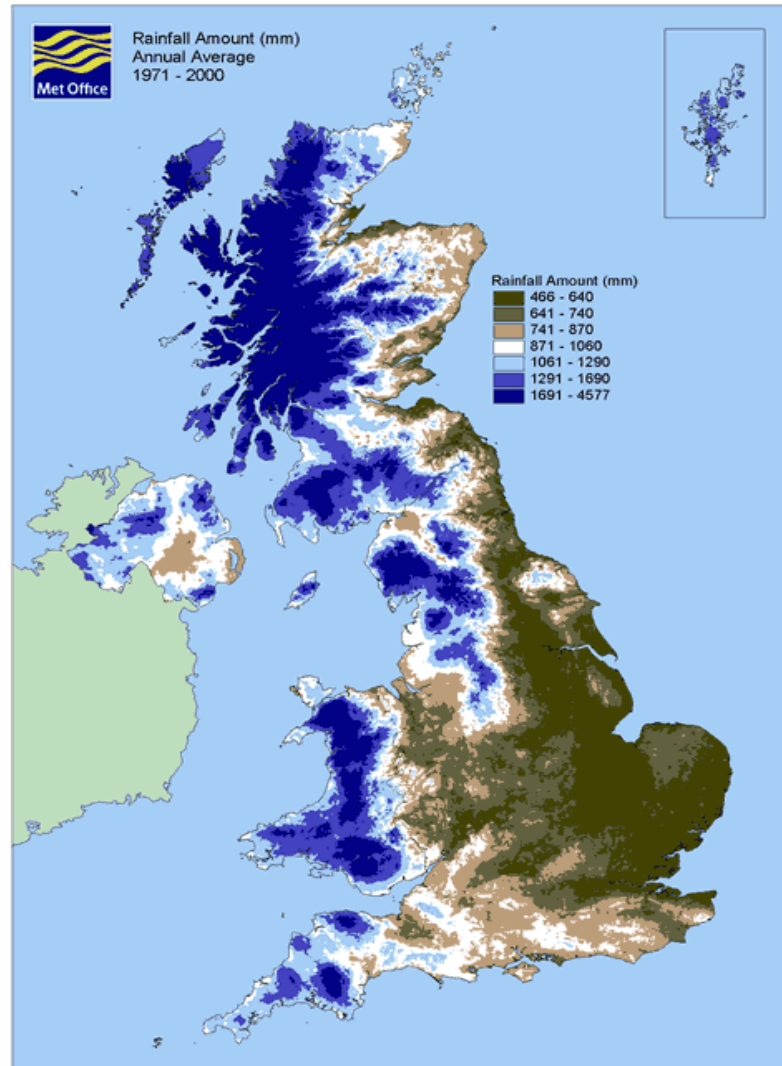 Met Office
Rainfall Amount (mm)
Annual Average
1971 - 2000
Rainfall Amount (mm)
466 - 640
641 - 740
741 - 870
871 - 1060
1061 - 1290
1291 - 1690
1691 - 4577